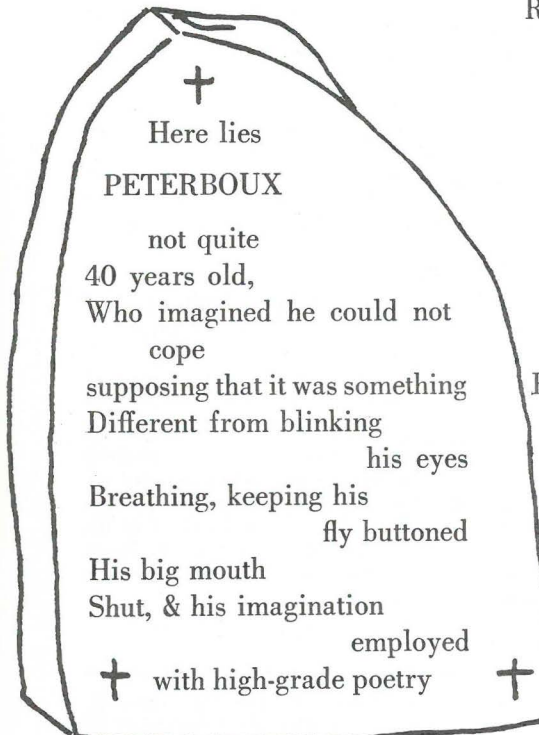 R
Here lies
PETERBOUX
not quite
40 years old,
Who imagined he could not
cope
supposing that it was something
Different from blinking
his eyes
Breathing, keeping his
fly buttoned
His big mouth
Shut, & his imagination
employed
with high-grade poetry